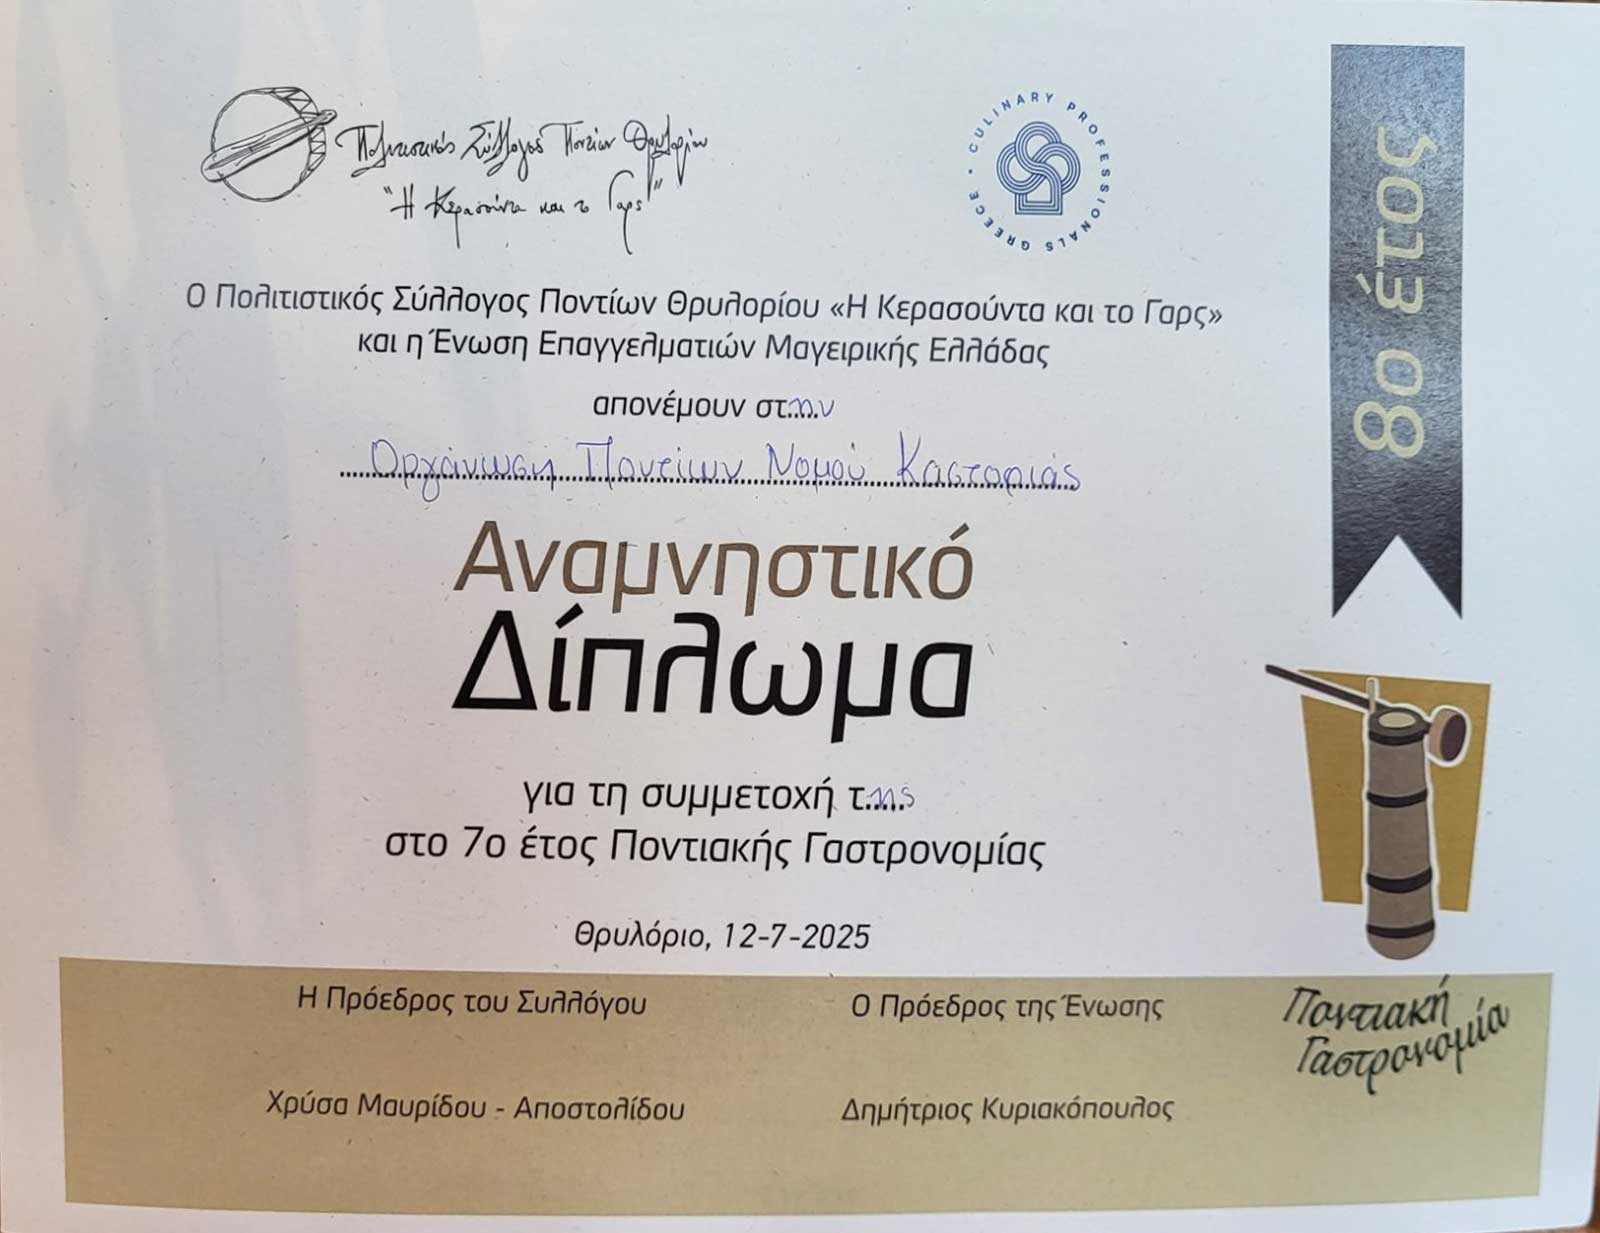 Πολιτιστικός Σύλλογος Ποντίων Θρυλορίου
"Η Κερασούντα και το Γαρς"
CULINARY PROFESSIONALS GREECE
8ο έτος
Ο Πολιτιστικός Σύλλογος Ποντίων Θρυλορίου «Η Κερασούντα και το Γαρς»
και η Ένωση Επαγγελματιών Μαγειρικής Ελλάδας
απονέμουν στ..ην
Οργάνωση Ποντίων Νομού Καστοριάς
Αναμνηστικό
Δίπλωμα
για τη συμμετοχή τ..ης
στο 7ο έτος Ποντιακής Γαστρονομίας
Θρυλόριο, 12-7-2025
Η Πρόεδρος του Συλλόγου
Ο Πρόεδρος της Ένωσης
Χρύσα Μαυρίδου - Αποστολίδου
Δημήτριος Κυριακόπουλος
Ποντιακή
Γαστρονομία